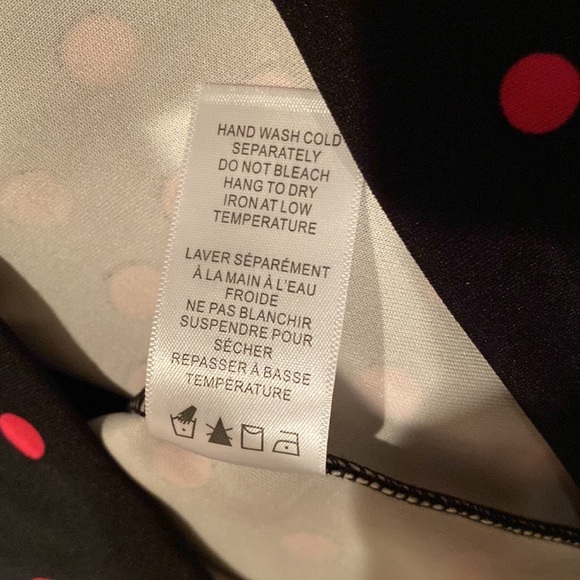 HAND WASH COLD
SEPARATELY
DO NOT BLEACH
HANG TO DRY
IRON AT LOW
TEMPERATURE
LAVER SÉPARÉMENT
À LA MAIN À L'EAU
FROIDE
NE PAS BLANCHIR
SUSPENDRE POUR
SÉCHER
REPASSER À BASSE
TEMPÉRATURE